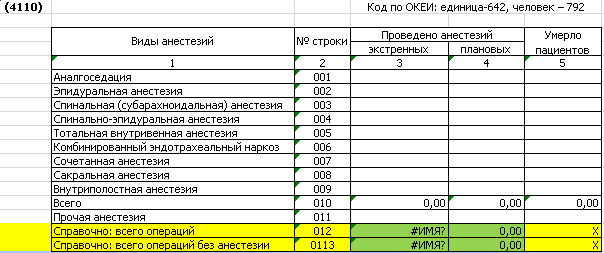 (4110) Код по ОКЕИ: единица-642, человек – 792
Виды анестезий № строки Проведено анестезий Умерло пациентов
экстренных плановых
1 2 3 4 5
Аналгоседация 001
Эпидуральная анестезия 002
Спинальная (субарахноидальная) анестезия 003
Спинально-эпидуральная анестезия 004
Тотальная внутривенная анестезия 005
Комбинированный эндотрахеальный наркоз 006
Сочетанная анестезия 007
Сакральная анестезия 008
Внутриполостная анестезия 009
Всего 010 0,00 0,00 0,00
Прочая анестезия 011
Справочно: всего операций 012 #ИМЯ? 0,00 X
Справочно: всего операций без анестезии 0113 #ИМЯ? 0,00 X